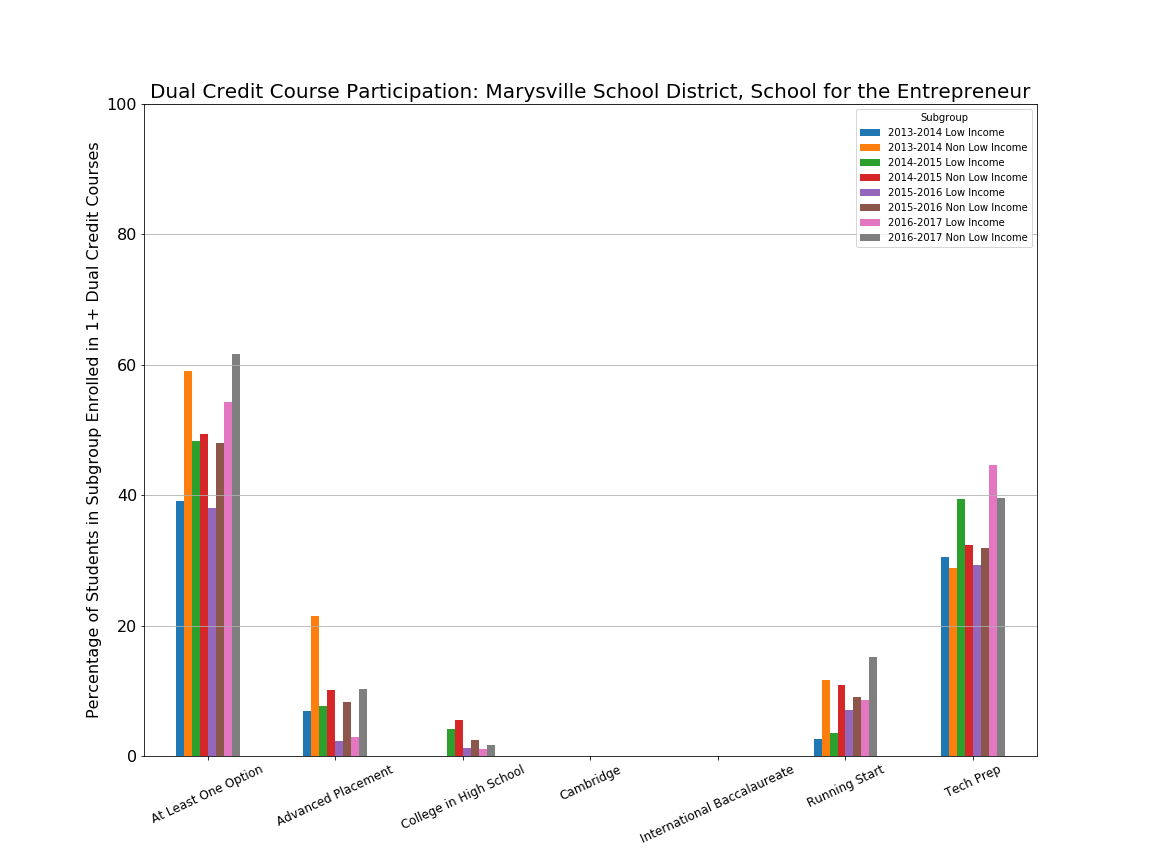 Dual Credit Course Participation: Marysville School District, School for the Entrepreneur
Percentage of Students in Subgroup Enrolled in 1+ Dual Credit Courses
100
80
60
40
20
0
Subgroup
2013-2014 Low Income
2013-2014 Non Low Income
2014-2015 Low Income
2014-2015 Non Low Income
2015-2016 Low Income
2015-2016 Non Low Income
2016-2017 Low Income
2016-2017 Non Low Income
At Least One Option
Advanced Placement
College in High School
Cambridge
International Baccalaureate
Running Start
Tech Prep